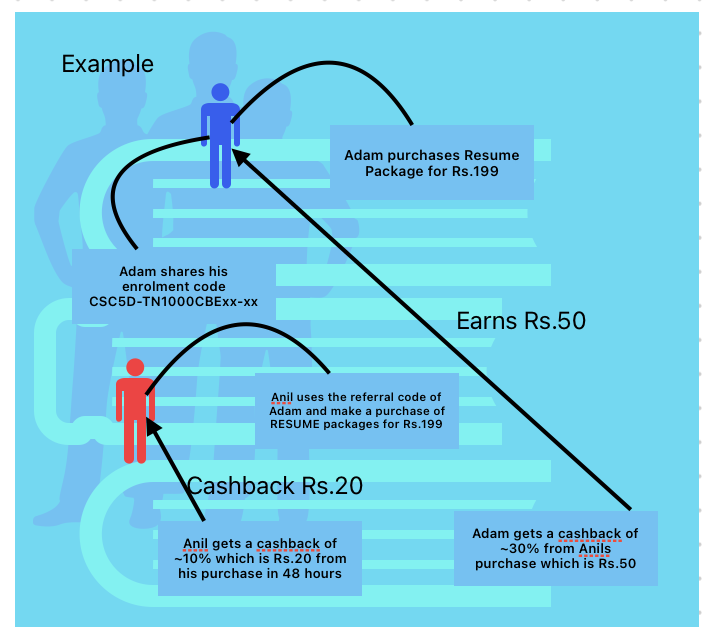 Example
Adam purchases Resume
Package for Rs.199
Adam shares his
enrolment code
CSC5D-TN1000CBExx-xx
Earns Rs.50
Anil uses the referral code of
Adam and make a purchase of
RESUME packages for Rs.199
Cashback Rs.20
Anil gets a cashback of
~10% which is Rs.20 from
his purchase in 48 hours
Adam gets a cashback of
~30% from Anils
purchase which is Rs.50